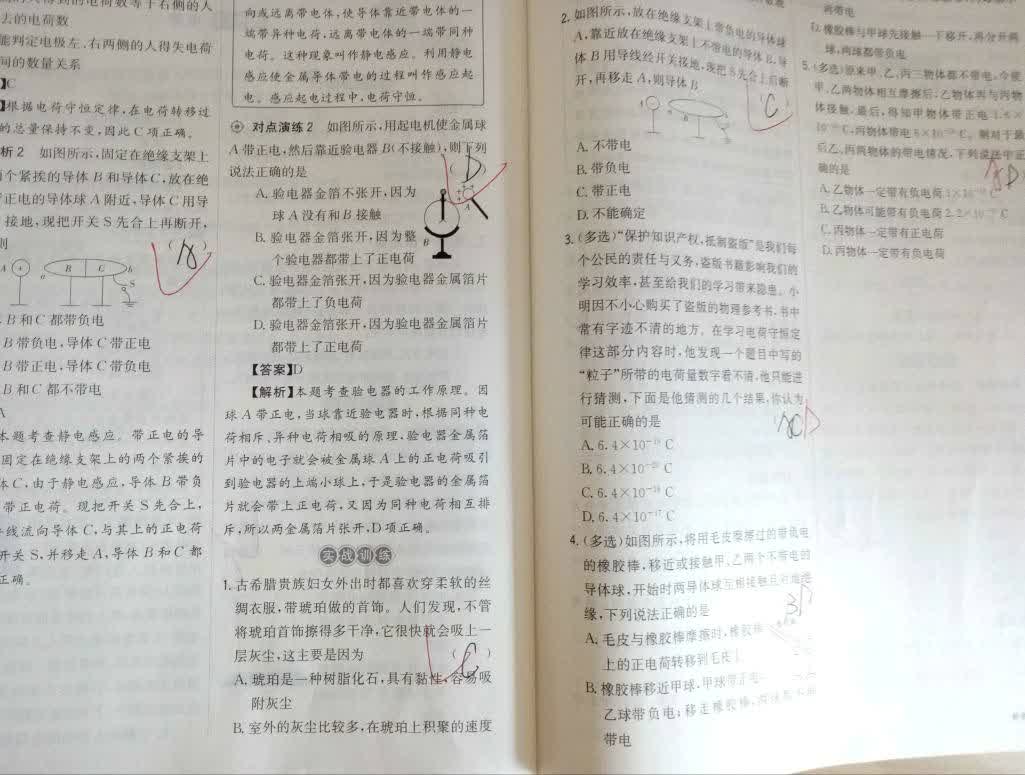 的电荷数等于右侧的人
去的电荷数
能判定电极左、右两侧的人得失电荷
间的数量关系
】C
】根据电荷守恒定律,在电荷转移过
的总量保持不变,因此C项正确。
析2 如图所示,固定在绝缘支架上
个紧挨的导体B和导体C,放在绝
正电的导体球A附近,导体C用导
接地,现把开关S先合上再断开,
则
( A )
A
B
C
S
B和C都带负电
B带负电,导体C带正电
B带正电,导体C带负电
B和C都不带电
A
本题考查静电感应。带正电的导
固定在绝缘支架上的两个紧挨的
体C,由于静电感应,导体B带负
带正电荷。现把开关S先合上,
线流向导体C,与其上的正电荷
开关S,并移走A,导体B和C都
正确。
向或远离带电体,使导体靠近带电体的一
端带异种电荷,远离带电体的一端带同种
电荷。这种现象叫作静电感应。利用静电
感应使金属导体带电的过程叫作感应起
电。感应起电过程中,电荷守恒。
对点演练2 如图所示,用起电机使金属球
A带正电,然后靠近验电器B(不接触),则下列
说法正确的是 ( D )
A. 验电器金箔不张开,因为
球A没有和B接触
B. 验电器金箔张开,因为整
个验电器都带上了正电荷
A
B
C. 验电器金箔张开,因为验电器金属箔片
都带上了负电荷
D. 验电器金箔张开,因为验电器金属箔片
都带上了正电荷
【答案】D
【解析】本题考查验电器的工作原理。因
球A带正电,当球靠近验电器时,根据同种电
荷相斥、异种电荷相吸的原理,验电器金属箔
片中的电子就会被金属球A上的正电荷吸引
到验电器的上端小球上,于是验电器的金属箔
片就会带上正电荷,又因为同种电荷相互排
斥,所以两金属箔片张开,D项正确。
实战训练
1. 古希腊贵族妇女外出时都喜欢穿柔软的丝
绸衣服,带琥珀做的首饰。人们发现,不管
将琥珀首饰擦得多干净,它很快就会吸上一
层灰尘,这主要是因为 ( C )
A. 琥珀是一种树脂化石,具有黏性,容易吸
附灰尘
B. 室外的灰尘比较多,在琥珀上积聚的速度
2. 如图所示,放在绝缘支架上带负电的导体球
A,靠近放在绝缘支架上不带电的导体B,导
体B用导线经开关接地,现把S先合上后断
开,再移走A,则导体B
C
A. 不带电
B. 带负电
C. 带正电
D. 不能确定
3. (多选)“保护知识产权,抵制盗版”是我们每
个公民的责任与义务,盗版书籍影响我们的
学习效率,甚至给我们的学习带来隐患。小
明因不小心购买了盗版的物理参考书,书中
常有字迹不清的地方。在学习电荷守恒定
律这部分内容时,他发现一个题目中写的
“粒子”所带的电荷量数字看不清,他只能进
行猜测,下面是他猜测的几个结果,你认为
可能正确的是
A. 6.4×10 C
B. 6.4×10 C
C. 6.4×10 C
D. 6.4×10 C
4. (多选)如图所示,将用毛皮摩擦过的带负电
的橡胶棒,移近或接触甲、乙两个不带电的
导体球,开始时两导体球互相接触且对地绝
缘,下列说法正确的是
A. 毛皮与橡胶棒摩擦时,橡胶棒
上的正电荷转移到毛皮上
B. 橡胶棒移近甲球,甲球带正电,
乙球带负电;移走橡胶棒,
带电
再带电
D. 橡胶棒与甲球先接触一下移开,再分开两
球,两球都带负电
5. (多选)原来甲、乙、丙三物体都不带电,今使
甲、乙两物体相互摩擦后,乙物体再与丙物
体接触,最后,得知甲物体带正电1.6×
C,丙物体带电8×10 C。则对于最
后乙、丙两物体的带电情况,下列说法中正
确的是
A. 乙物体一定带有负电荷
B. 乙物体可能带有负电荷2.
C. 丙物体一定带有正电荷
D. 丙物体一定带有负电荷